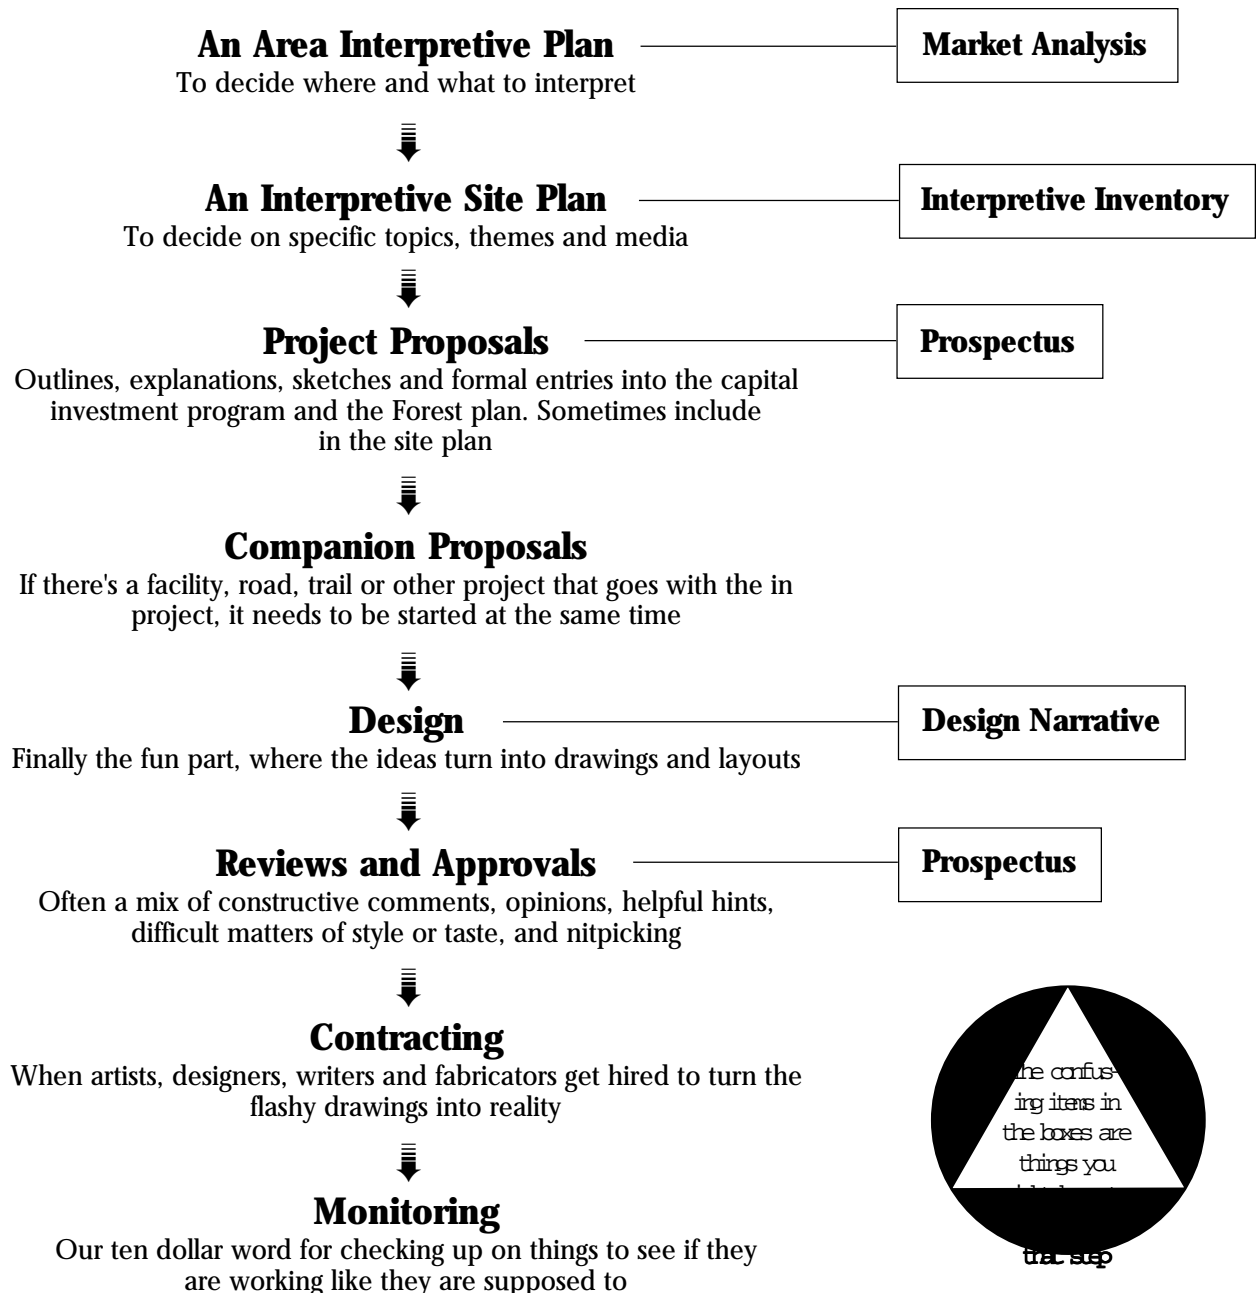 An Area Interpretive Plan
To decide where and what to interpret
Market Analysis
An Interpretive Site Plan
To decide on specific topics, themes and media
Interpretive Inventory
Project Proposals
Outlines, explanations, sketches and formal entries into the capital
investment program and the Forest plan. Sometimes include
in the site plan
Prospectus
Companion Proposals
If there's a facility, road, trail or other project that goes with the in
project, it needs to be started at the same time
Design
Finally the fun part, where the ideas turn into drawings and layouts
Design Narrative
Reviews and Approvals
Often a mix of constructive comments, opinions, helpful hints,
difficult matters of style or taste, and nitpicking
Prospectus
Contracting
When artists, designers, writers and fabricators get hired to turn the
flashy drawings into reality
Monitoring
Our ten dollar word for checking up on things to see if they
are working like they are supposed to
he confus-
ing items in
the boxes are
things you
that step